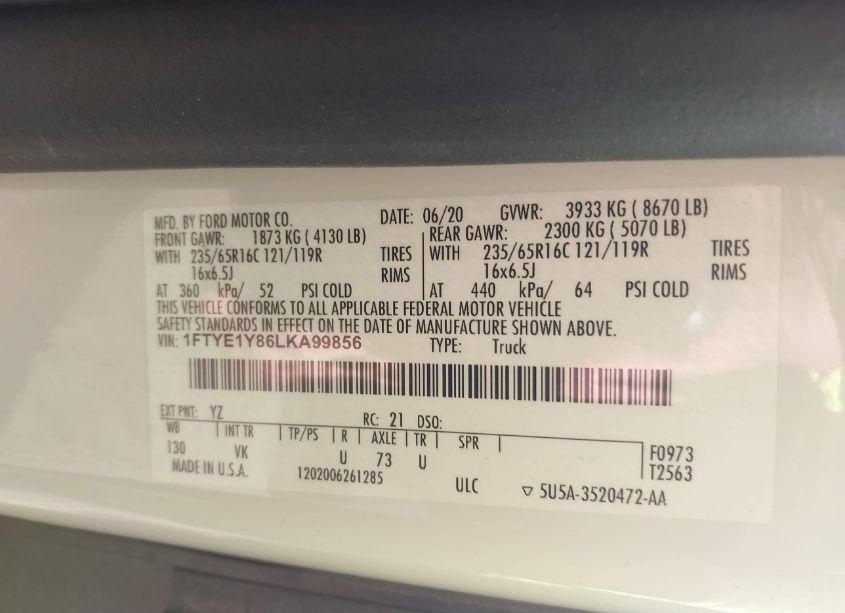 MFD. BY FORD MOTOR CO. DATE: 06/20 GVWR: 3933 KG ( 8670 LB)
FRONT GAWR: 1873 KG ( 4130 LB) REAR GAWR: 2300 KG ( 5070 LB)
WITH 235/65R16C 121/119R TIRES WITH 235/65R16C 121/119R TIRES
16x6.5J RIMS 16x6.5J RIMS
AT 360 kPa/ 52 PSI COLD AT 440 kPa/ 64 PSI COLD
THIS VEHICLE CONFORMS TO ALL APPLICABLE FEDERAL MOTOR VEHICLE
SAFETY STANDARDS IN EFFECT ON THE DATE OF MANUFACTURE SHOWN ABOVE.
VIN: 1FTYE1Y86LKA99856 TYPE: Truck
EXT PNT: YZ RC: 21 DSO:
WB INT TR TP/PS R AXLE TR SPR F0973
130 VK U 73 U T2563
MADE IN U.S.A. 1202006261285 ULC ▽ 5U5A-3520472-AA